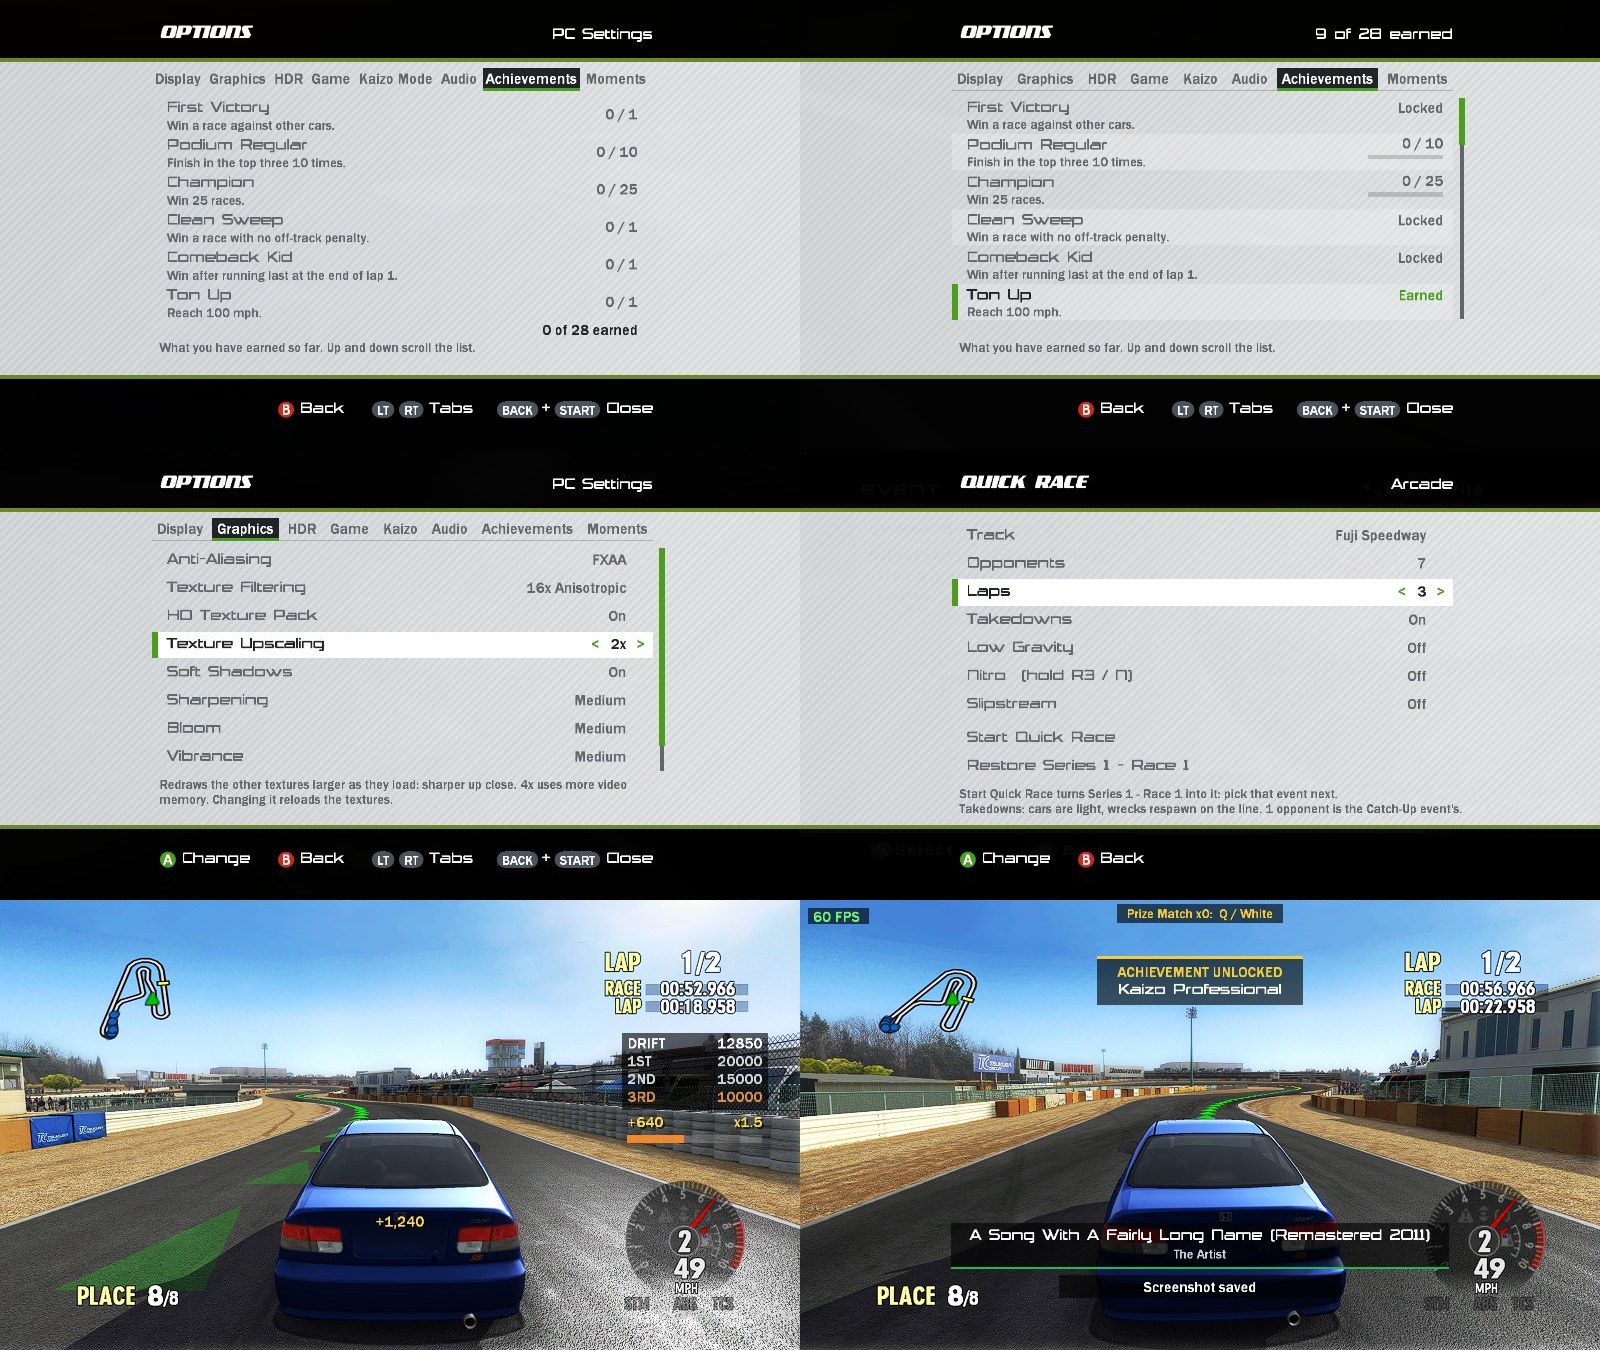 OPTIONS
PC Settings
Display Graphics HDR Game Kaizo Mode Audio Achievements Moments
First Victory
Win a race against other cars.
0 / 1
Podium Regular
Finish in the top three 10 times.
0 / 10
Champion
Win 25 races.
0 / 25
Clean Sweep
Win a race with no off-track penalty.
0 / 1
Comeback Kid
Win after running last at the end of lap 1.
0 / 1
Ton Up
Reach 100 mph.
0 / 1
0 of 28 earned
What you have earned so far. Up and down scroll the list.
B Back LT RT Tabs BACK + START Close
OPTIONS
9 of 28 earned
Display Graphics HDR Game Kaizo Audio Achievements Moments
First Victory
Win a race against other cars.
Locked
Podium Regular
Finish in the top three 10 times.
0 / 10
Champion
Win 25 races.
0 / 25
Clean Sweep
Win a race with no off-track penalty.
Locked
Comeback Kid
Win after running last at the end of lap 1.
Locked
Ton Up
Reach 100 mph.
Earned
What you have earned so far. Up and down scroll the list.
B Back LT RT Tabs BACK + START Close
OPTIONS
PC Settings
Display Graphics HDR Game Kaizo Audio Achievements Moments
Anti-Aliasing FXAA
Texture Filtering 16x Anisotropic
HD Texture Pack On
Texture Upscaling < 2x >
Soft Shadows On
Sharpening Medium
Bloom Medium
Vibrance Medium
Redraws the other textures larger as they load: sharper up close. 4x uses more video
memory. Changing it reloads the textures.
A Change B Back LT RT Tabs BACK + START Close
EVENT
QUICK RACE
Arcade
Track Fuji Speedway
Opponents 7
Laps < 3 >
Takedowns On
Low Gravity Off
Nitro (hold R3 / N) Off
Slipstream Off
Start Quick Race
Restore Series 1 - Race 1
Start Quick Race turns Series 1 - Race 1 into it: pick that event next.
Takedowns: cars are light, wrecks respawn on the line. 1 opponent is the Catch-Up event's.
Select
A Change B Back
LAP 1/2
RACE 00:52.966
LAP 00:18.958
DRIFT 12850
1ST 20000
2ND 15000
3RD 10000
+640 x1.5
+1,240
2
49
MPH
STM ABS TCS
PLACE 8/8
60 FPS
Prize Match x0: Q / White
ACHIEVEMENT UNLOCKED
Kaizo Professional
LAP 1/2
RACE 00:56.966
LAP 00:22.958
A Song With A Fairly Long Name (Remastered 2011)
The Artist
Screenshot saved
2
49
MPH
STM ABS TCS
PLACE 8/8